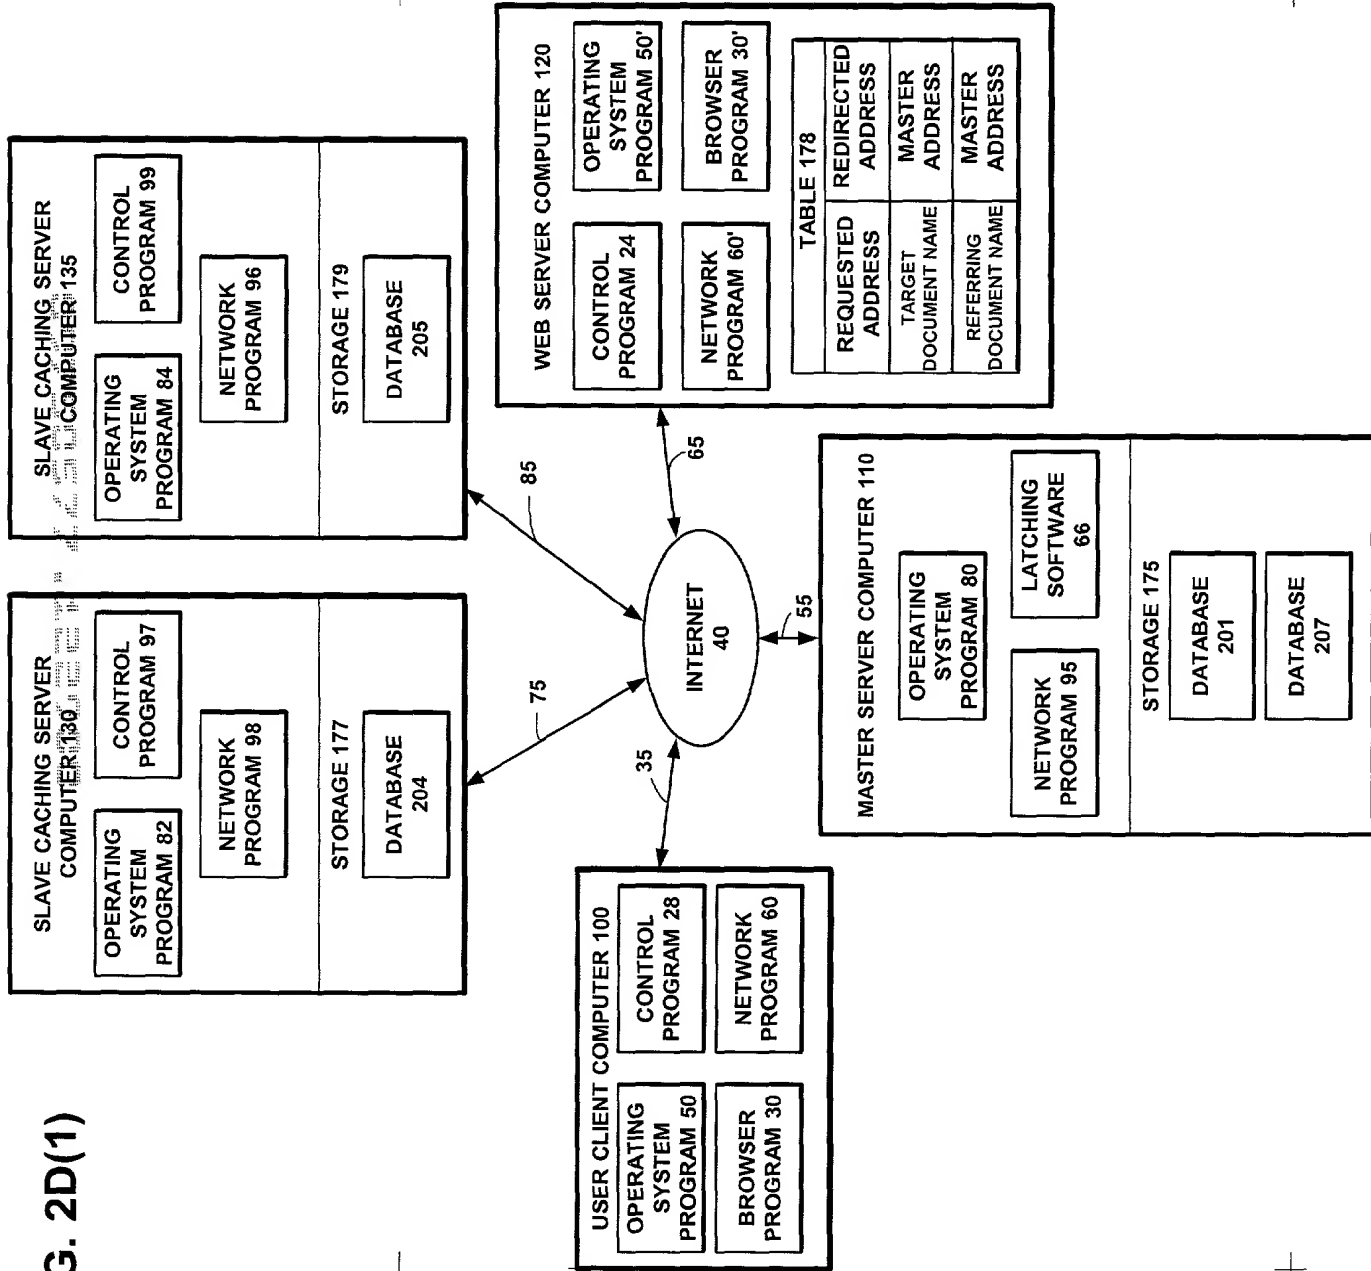 G. 2D(1)
SLAVE CACHING SERVER
COMPUTER 130
OPERATING
SYSTEM
PROGRAM 82
CONTROL
PROGRAM 97
NETWORK
PROGRAM 98
STORAGE 177
DATABASE
204
SLAVE CACHING SERVER
COMPUTER 135
OPERATING
SYSTEM
PROGRAM 84
CONTROL
PROGRAM 99
NETWORK
PROGRAM 96
STORAGE 179
DATABASE
205
75
85
USER CLIENT COMPUTER 100
OPERATING
SYSTEM
PROGRAM 50
CONTROL
PROGRAM 28
BROWSER
PROGRAM 30
NETWORK
PROGRAM 60
35
INTERNET
40
65
55
WEB SERVER COMPUTER 120
CONTROL
PROGRAM 24
OPERATING
SYSTEM
PROGRAM 50'
NETWORK
PROGRAM 60'
BROWSER
PROGRAM 30'
TABLE 178
REQUESTED
ADDRESS
REDIRECTED
ADDRESS
TARGET
DOCUMENT NAME
MASTER
ADDRESS
REFERRING
DOCUMENT NAME
MASTER
ADDRESS
MASTER SERVER COMPUTER 110
OPERATING
SYSTEM
PROGRAM 80
NETWORK
PROGRAM 95
LATCHING
SOFTWARE
66
STORAGE 175
DATABASE
201
DATABASE
207